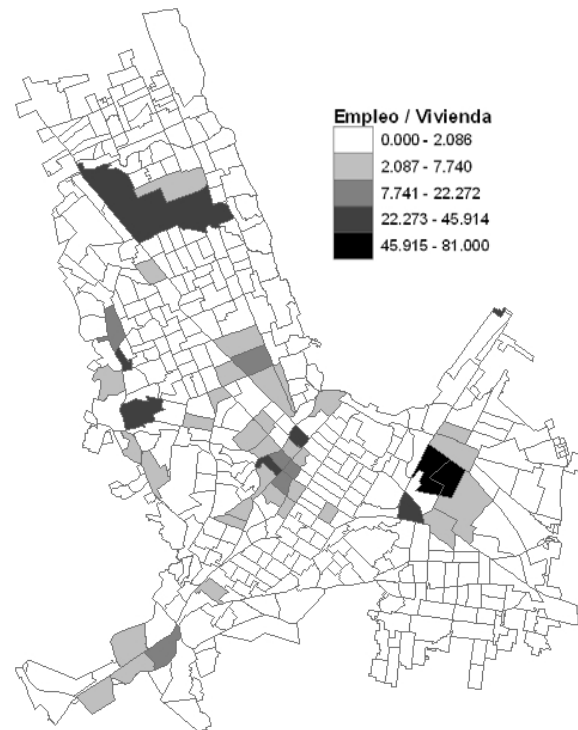 Empleo / Vivienda
0.000 - 2.086
2.087 - 7.740
7.741 - 22.272
22.273 - 45.914
45.915 - 81.000